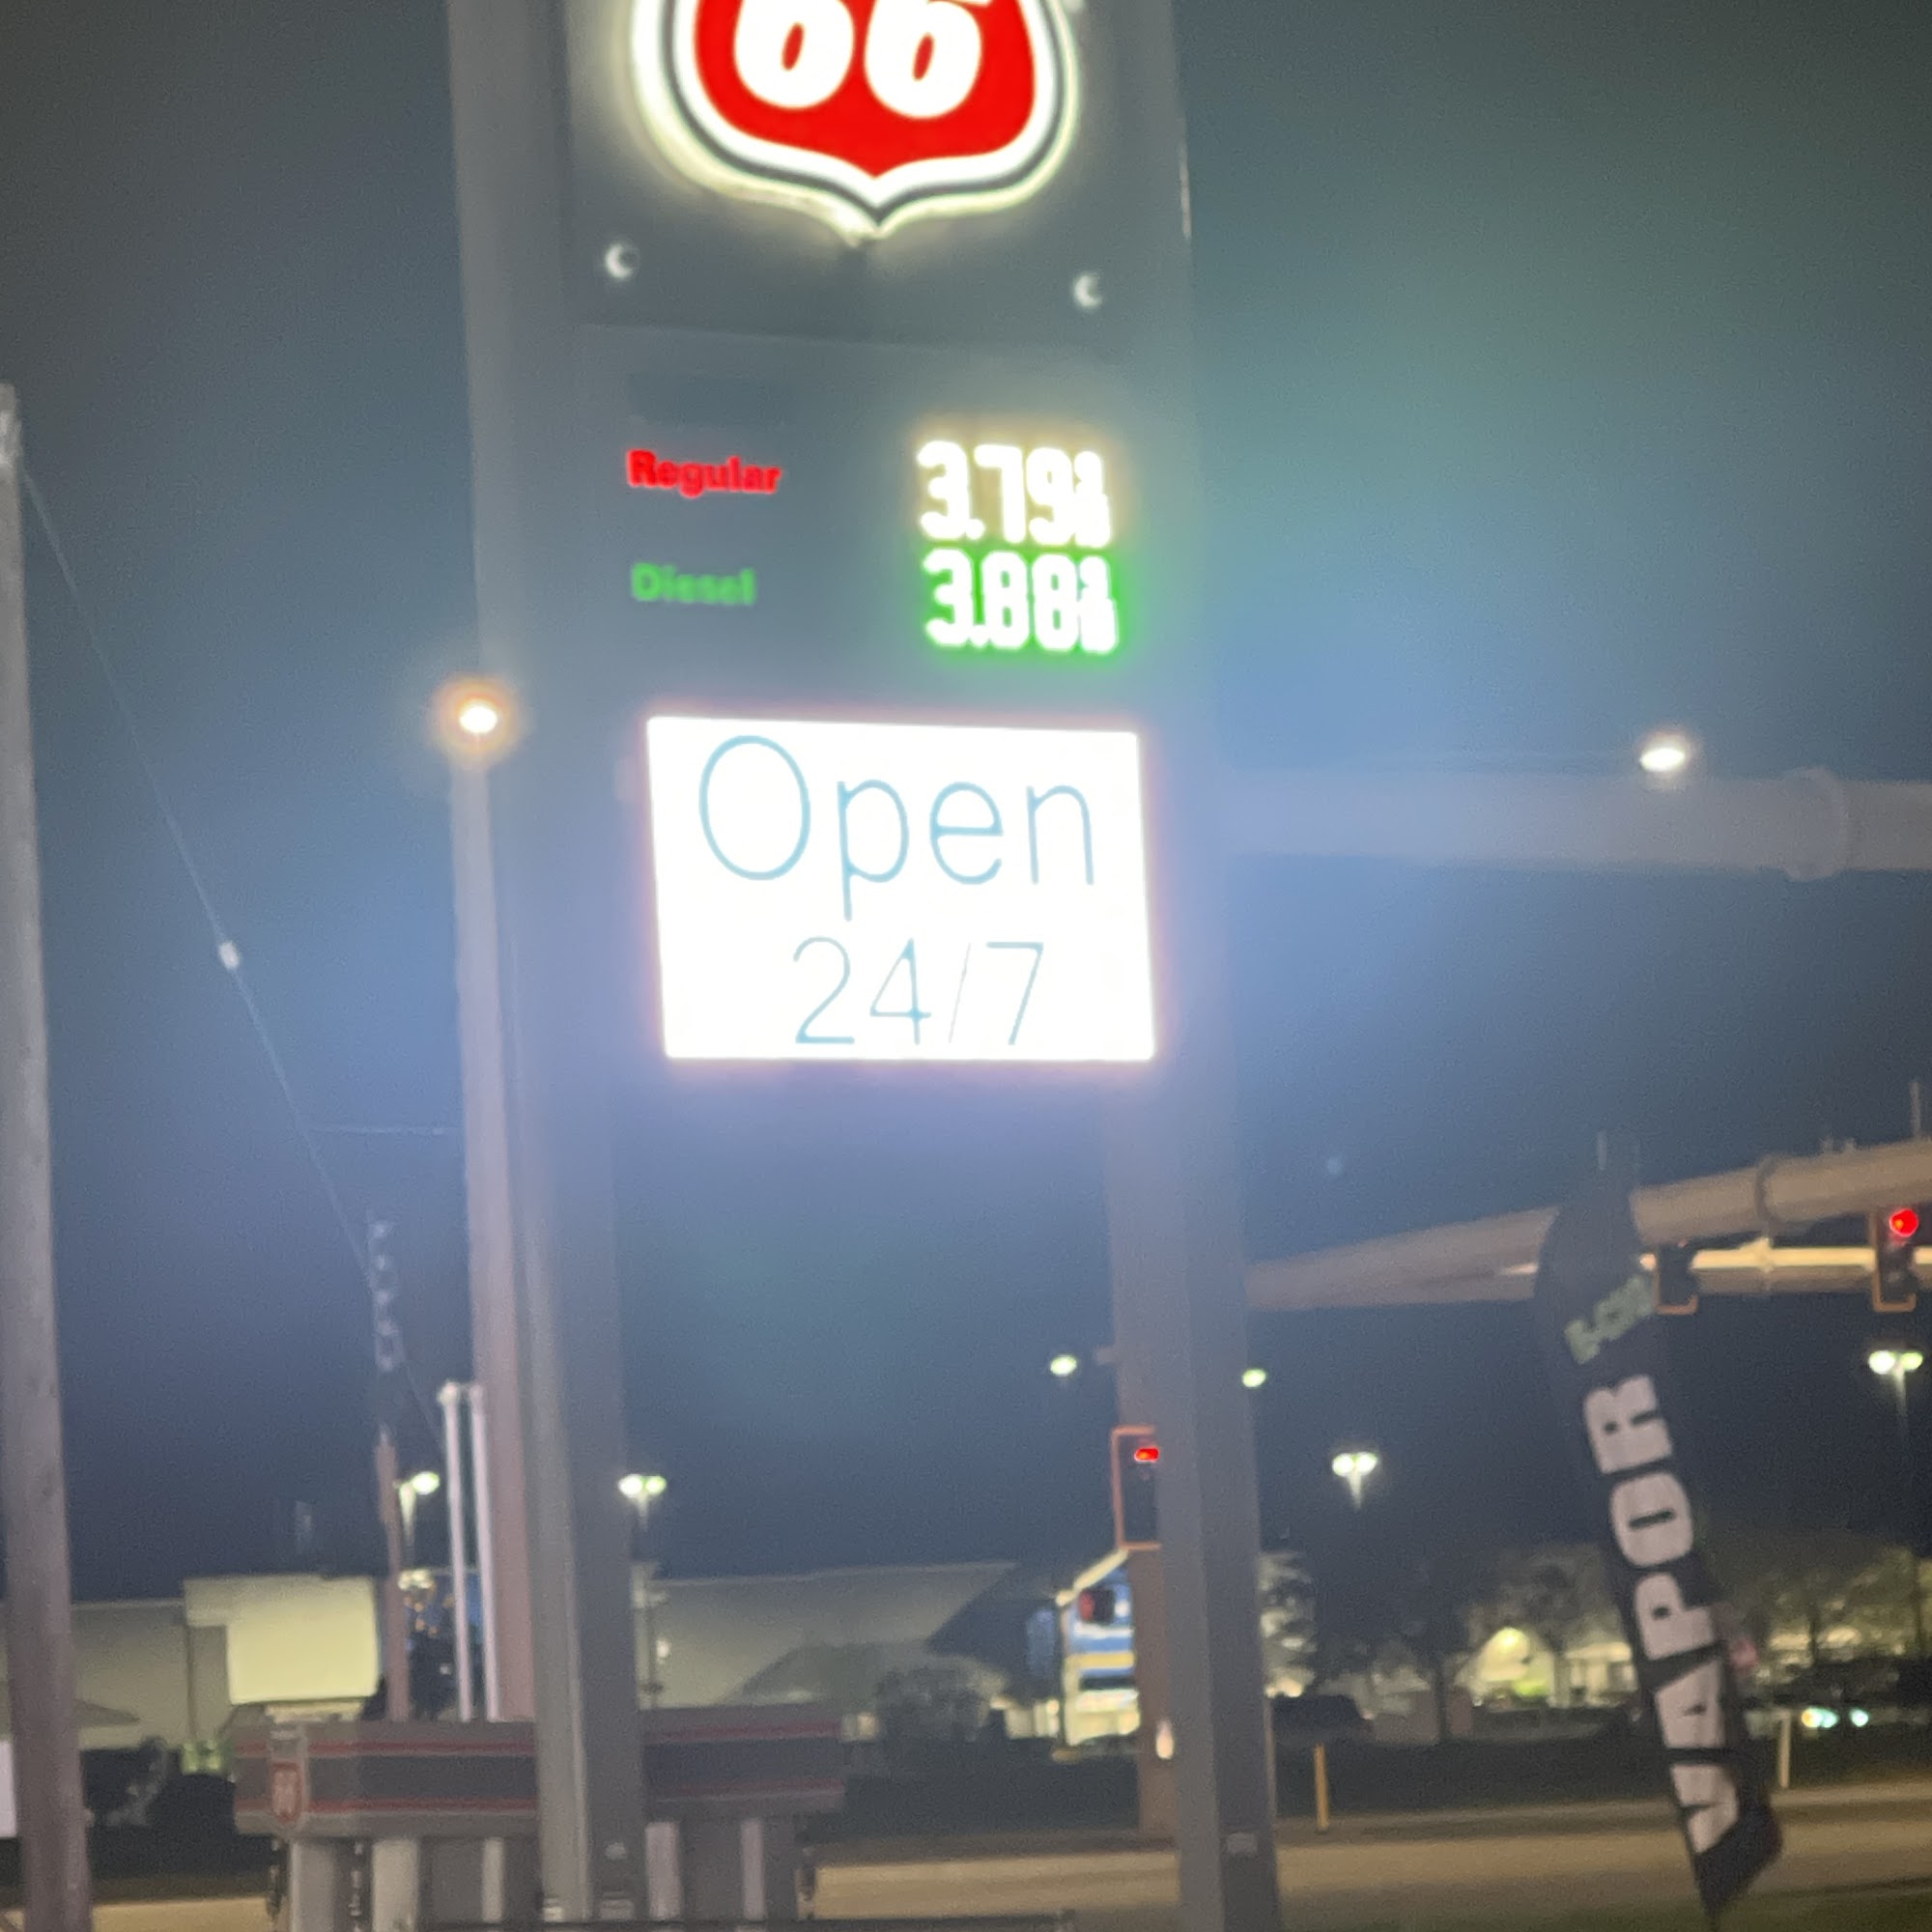 66
Regular 3.79
Diesel 3.88
Open
24/7
VAPOR